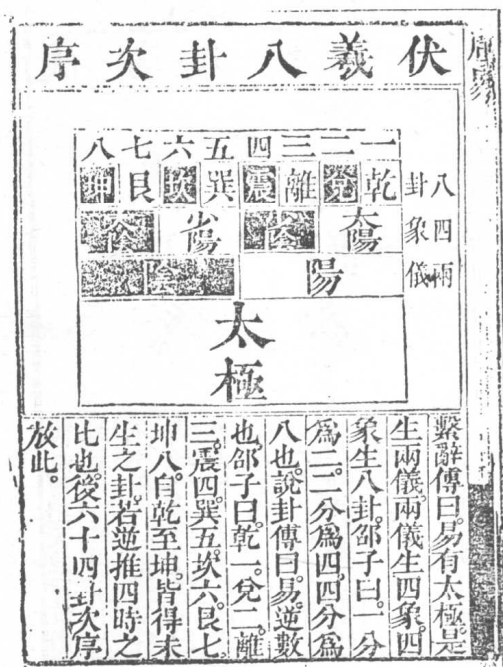 伏羲八卦次序
一二三四五六七八
乾兌離震巽坎艮坤
八卦
太陽
少陽
四象
陽
陰
兩儀
太極
繫辭傳曰。易有太極。是
生兩儀。兩儀生四象。四
象生八卦。邵子曰。一分
爲二。二分爲四。四分爲
八也。說卦傳曰。易。逆數
也。邵子曰。乾一。兌二。離
三。震四。巽五。坎六。艮七。
坤八。自乾至坤。皆得未
生之卦。若逆推四時之
比也。後六十四卦次序
放此。